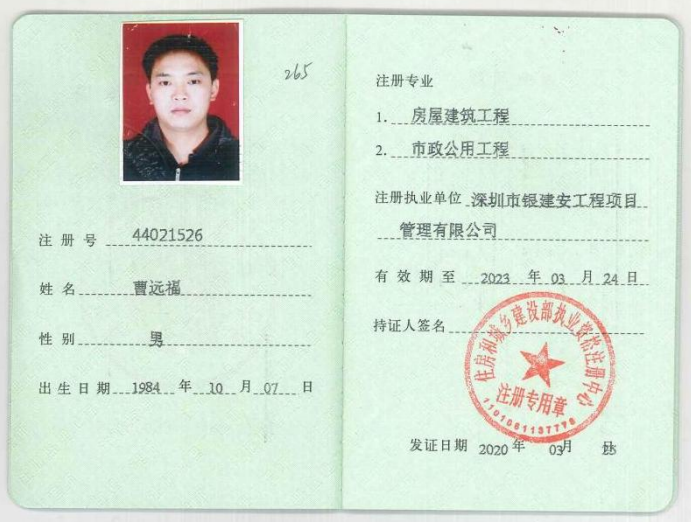 265
注册号 44021526
姓名 曹远福
性别 男
出生日期 1984 年 10 月 07 日
注册专业
1. 房屋建筑工程
2. 市政公用工程
注册执业单位 深圳市银建安工程项目
管理有限公司
有效期至 2023 年 03 月 24 日
持证人签名
住房和城乡建设部执业资格注册中心
注册专用章
1101081137778
发证日期 2020 年 03月 25